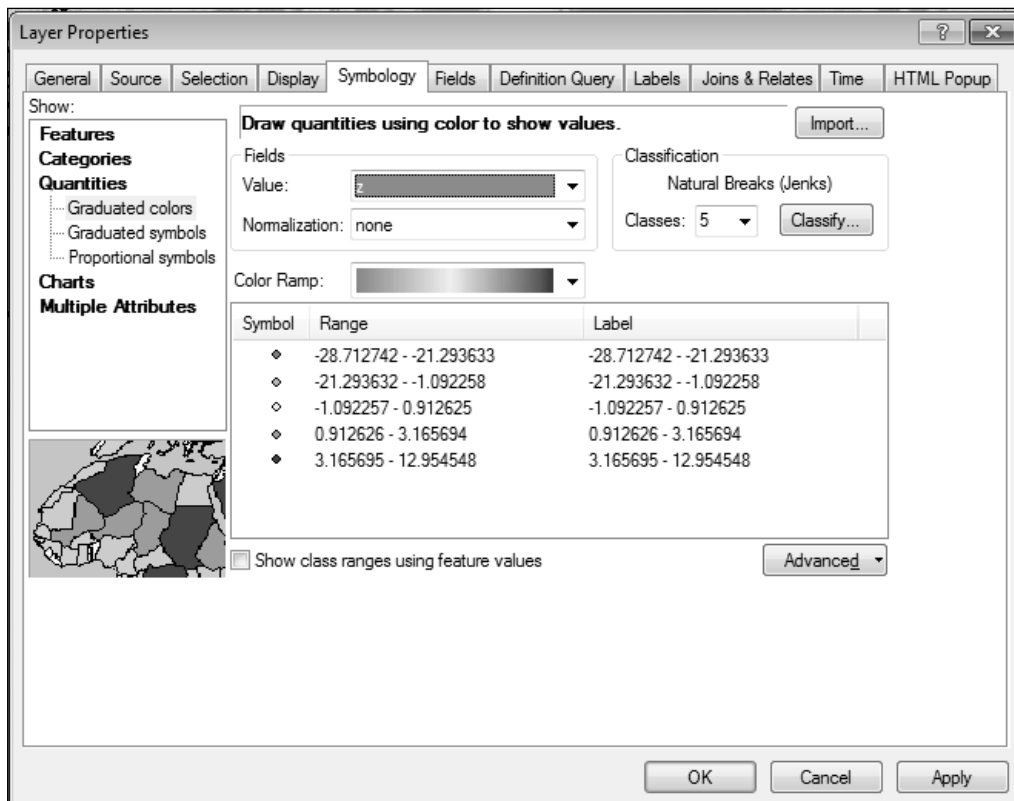 Layer Properties
General Source Selection Display Symbology Fields Definition Query Labels Joins & Relates Time HTML Popup
Show:
Features
Categories
Quantities
Graduated colors
Graduated symbols
Proportional symbols
Charts
Multiple Attributes
Draw quantities using color to show values.
Import...
Fields
Value: z
Normalization: none
Classification
Natural Breaks (Jenks)
Classes: 5 Classify...
Color Ramp:
Symbol Range Label
-28.712742 - -21.293633 -28.712742 - -21.293633
-21.293632 - -1.092258 -21.293632 - -1.092258
-1.092257 - 0.912625 -1.092257 - 0.912625
0.912626 - 3.165694 0.912626 - 3.165694
3.165695 - 12.954548 3.165695 - 12.954548
Show class ranges using feature values
Advanced
OK Cancel Apply